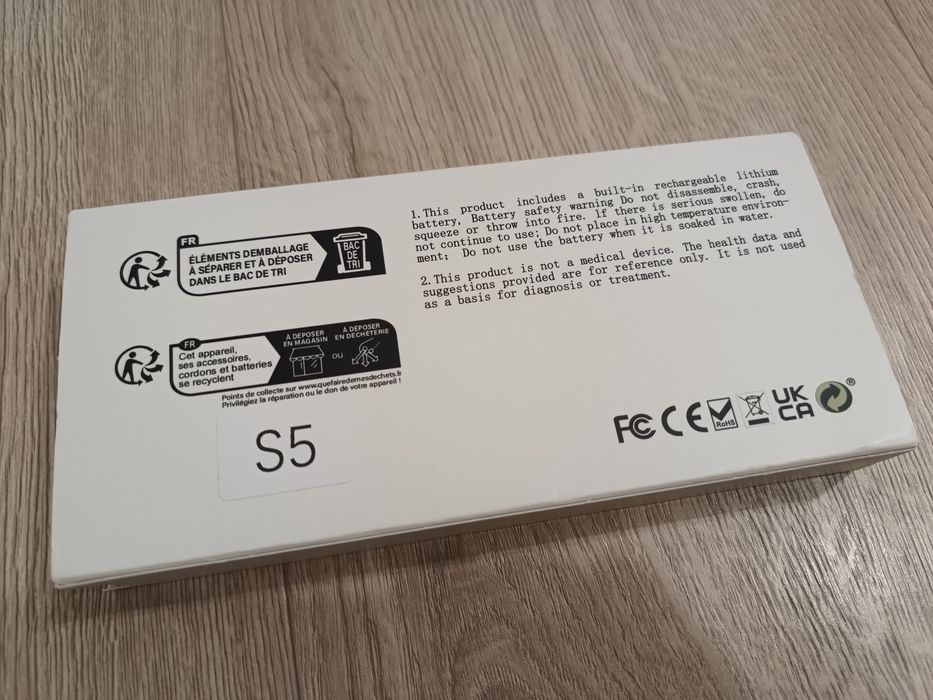 FR
ÉLÉMENTS D'EMBALLAGE
À SÉPARER ET À DÉPOSER
DANS LE BAC DE TRI
BAC
DE
TRI
FR
Cet appareil,
ses accessoires,
cordons et batteries
se recyclent
À DÉPOSER
EN MAGASIN
OU
À DÉPOSER
EN DÉCHÈTERIE
Points de collecte sur www.quefairedemesdechets.fr
Privilégiez la réparation ou le don de votre appareil !
S5
1. This product includes a built-in rechargeable lithium
battery, Battery safety warning Do not disassemble, crash,
squeeze or throw into fire. If there is serious swollen, do
not continue to use; Do not place in high temperature environ-
ment; Do not use the battery when it is soaked in water.
2. This product is not a medical device. The health data and
suggestions provided are for reference only. It is not used
as a basis for diagnosis or treatment.
FC CE RoHS UK
CA ®